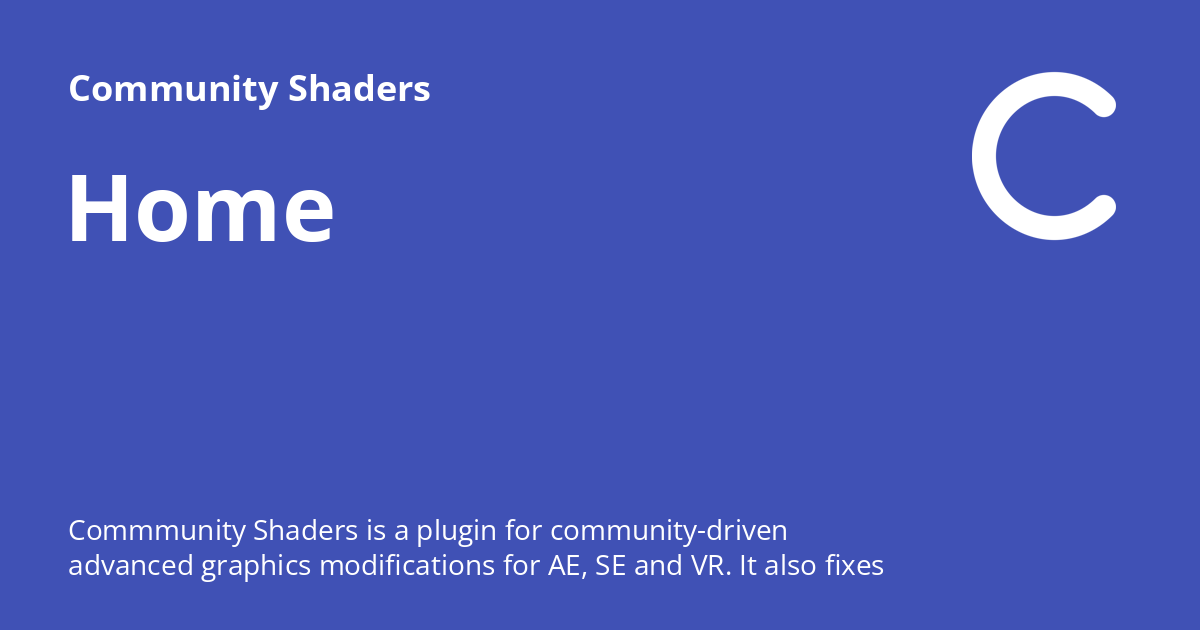 Community Shaders
Home
Commmunity Shaders is a plugin for community-driven
advanced graphics modifications for AE, SE and VR. It also fixes